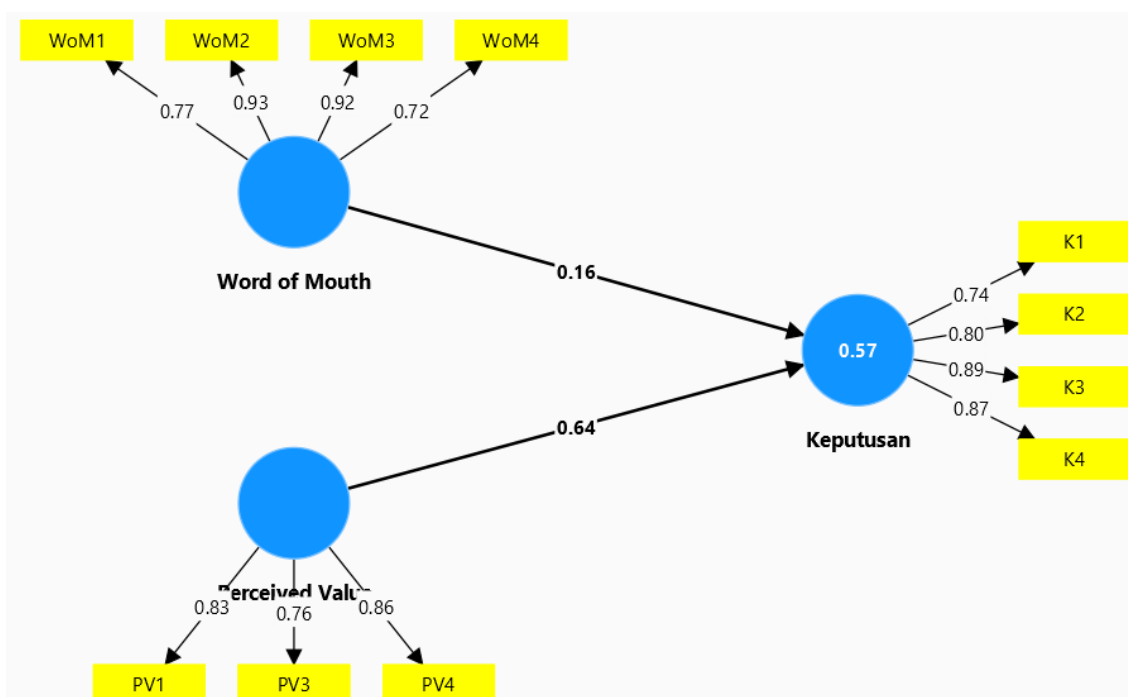 WoM1 WoM2 WoM3 WoM4
0.77 0.93 0.92 0.72
Word of Mouth
0.16
K1
0.74
K2
0.80
0.57
0.89
K3
0.87
Keputusan
K4
0.64
Perceived Value
0.83 0.76 0.86
PV1 PV3 PV4